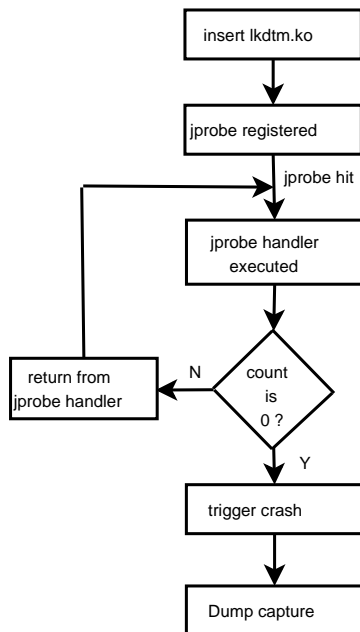 insert lkdtm.ko
jprobe registered
jprobe hit
jprobe handler
executed
count
is
0 ?
N
return from
jprobe handler
Y
trigger crash
Dump capture